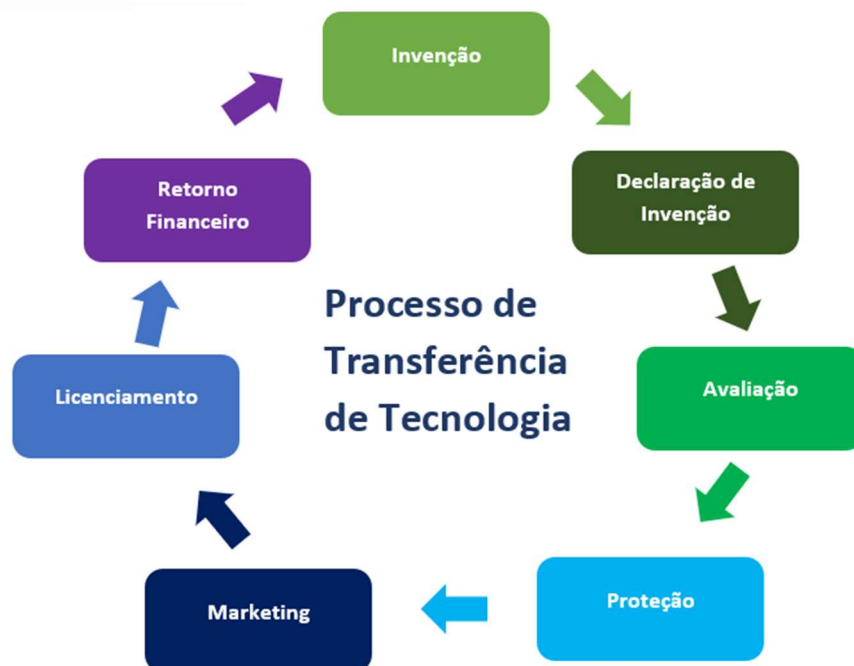 Invenção
Declaração de
Invenção
Avaliação
Proteção
Marketing
Licenciamento
Retorno
Financeiro
Processo de
Transferência
de Tecnologia